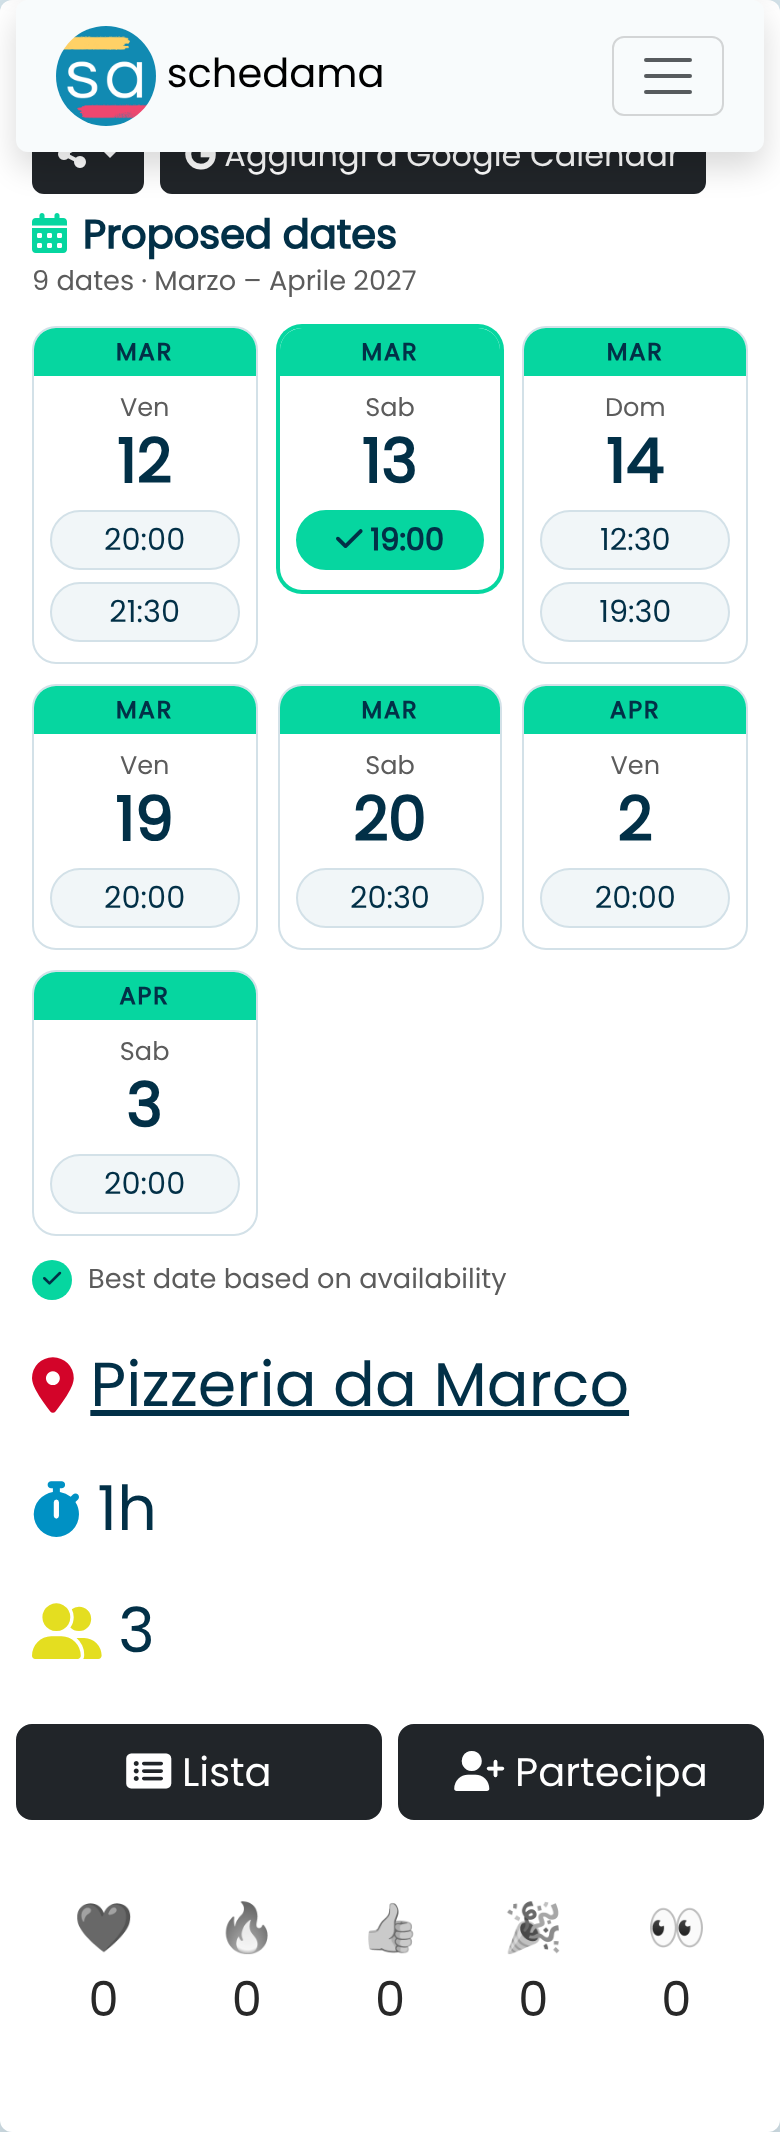 sa schedama
Aggiungi a Google Calendar
Proposed dates
9 dates · Marzo – Aprile 2027
MAR
Ven
12
20:00
21:30
MAR
Sab
13
19:00
MAR
Dom
14
12:30
19:30
MAR
Ven
19
20:00
MAR
Sab
20
20:30
APR
Ven
2
20:00
APR
Sab
3
20:00
Best date based on availability
Pizzeria da Marco
1h
3
Lista
Partecipa
0 0 0 0 0